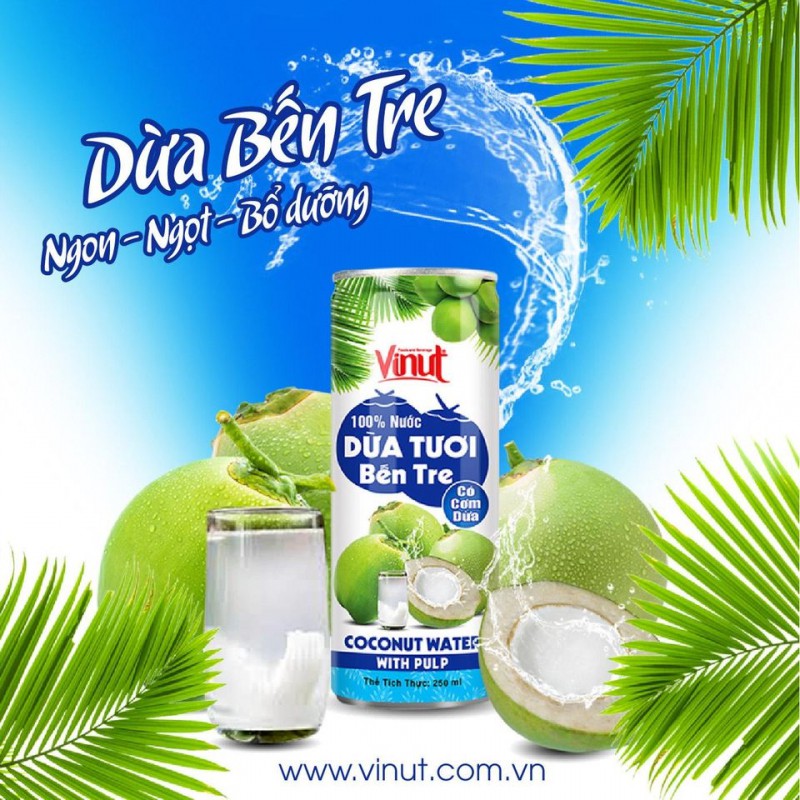 Dừa Bến Tre
Ngon - Ngọt - Bổ dưỡng
Vinut
100% Nước
DỪA TƯƠI
Bến Tre
Có
Cơm
Dừa
COCONUT WATER
WITH PULP
Thể Tích Thực: 250 ml
www.vinut.com.vn